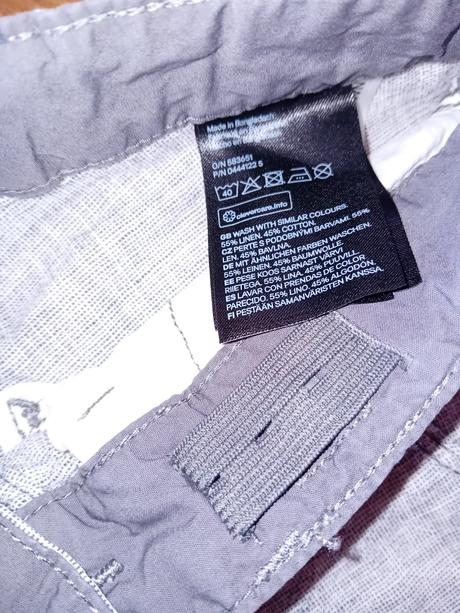 Made in Bangladesh
O/N 583651
P/N 0444122 5
40
clevercare.info
GB WASH WITH SIMILAR COLOURS.
55% LINEN. 45% COTTON.
CZ PERTE S PODOBNÝMI BARVAMI. 55%
LEN. 45% BAVLNA.
DE MIT ÄHNLICHEN FARBEN WASCHEN.
55% LEINEN. 45% BAUMWOLLE.
EE PESE KOOS SARNAST VÄRVI
RIIETEGA. 55% LINA. 45% PUUVILL.
ES LAVAR CON PRENDAS DE COLOR
PARECIDO. 55% LINO. 45% ALGODÓN.
FI PESTÄÄN SAMANVÄRISTEN KANSSA.